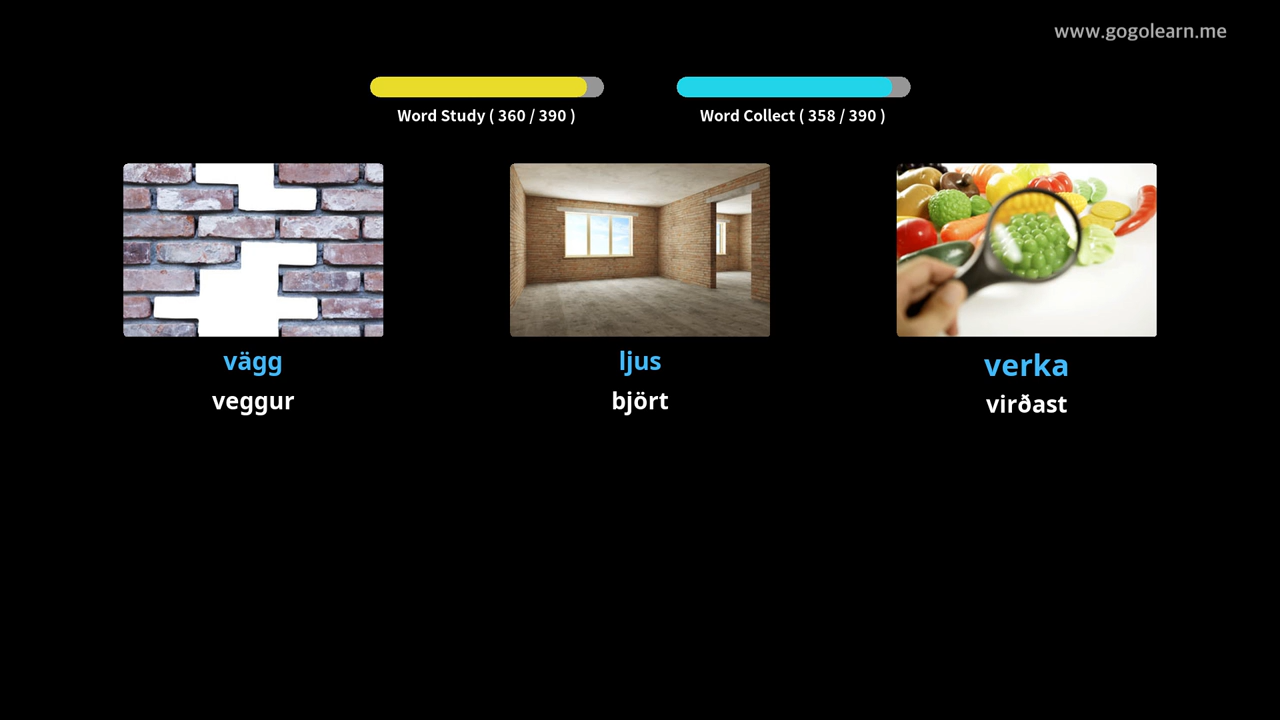 www.gogolearn.me
Word Study ( 360 / 390 )
Word Collect ( 358 / 390 )
vägg
veggur
ljus
björt
verka
virðast